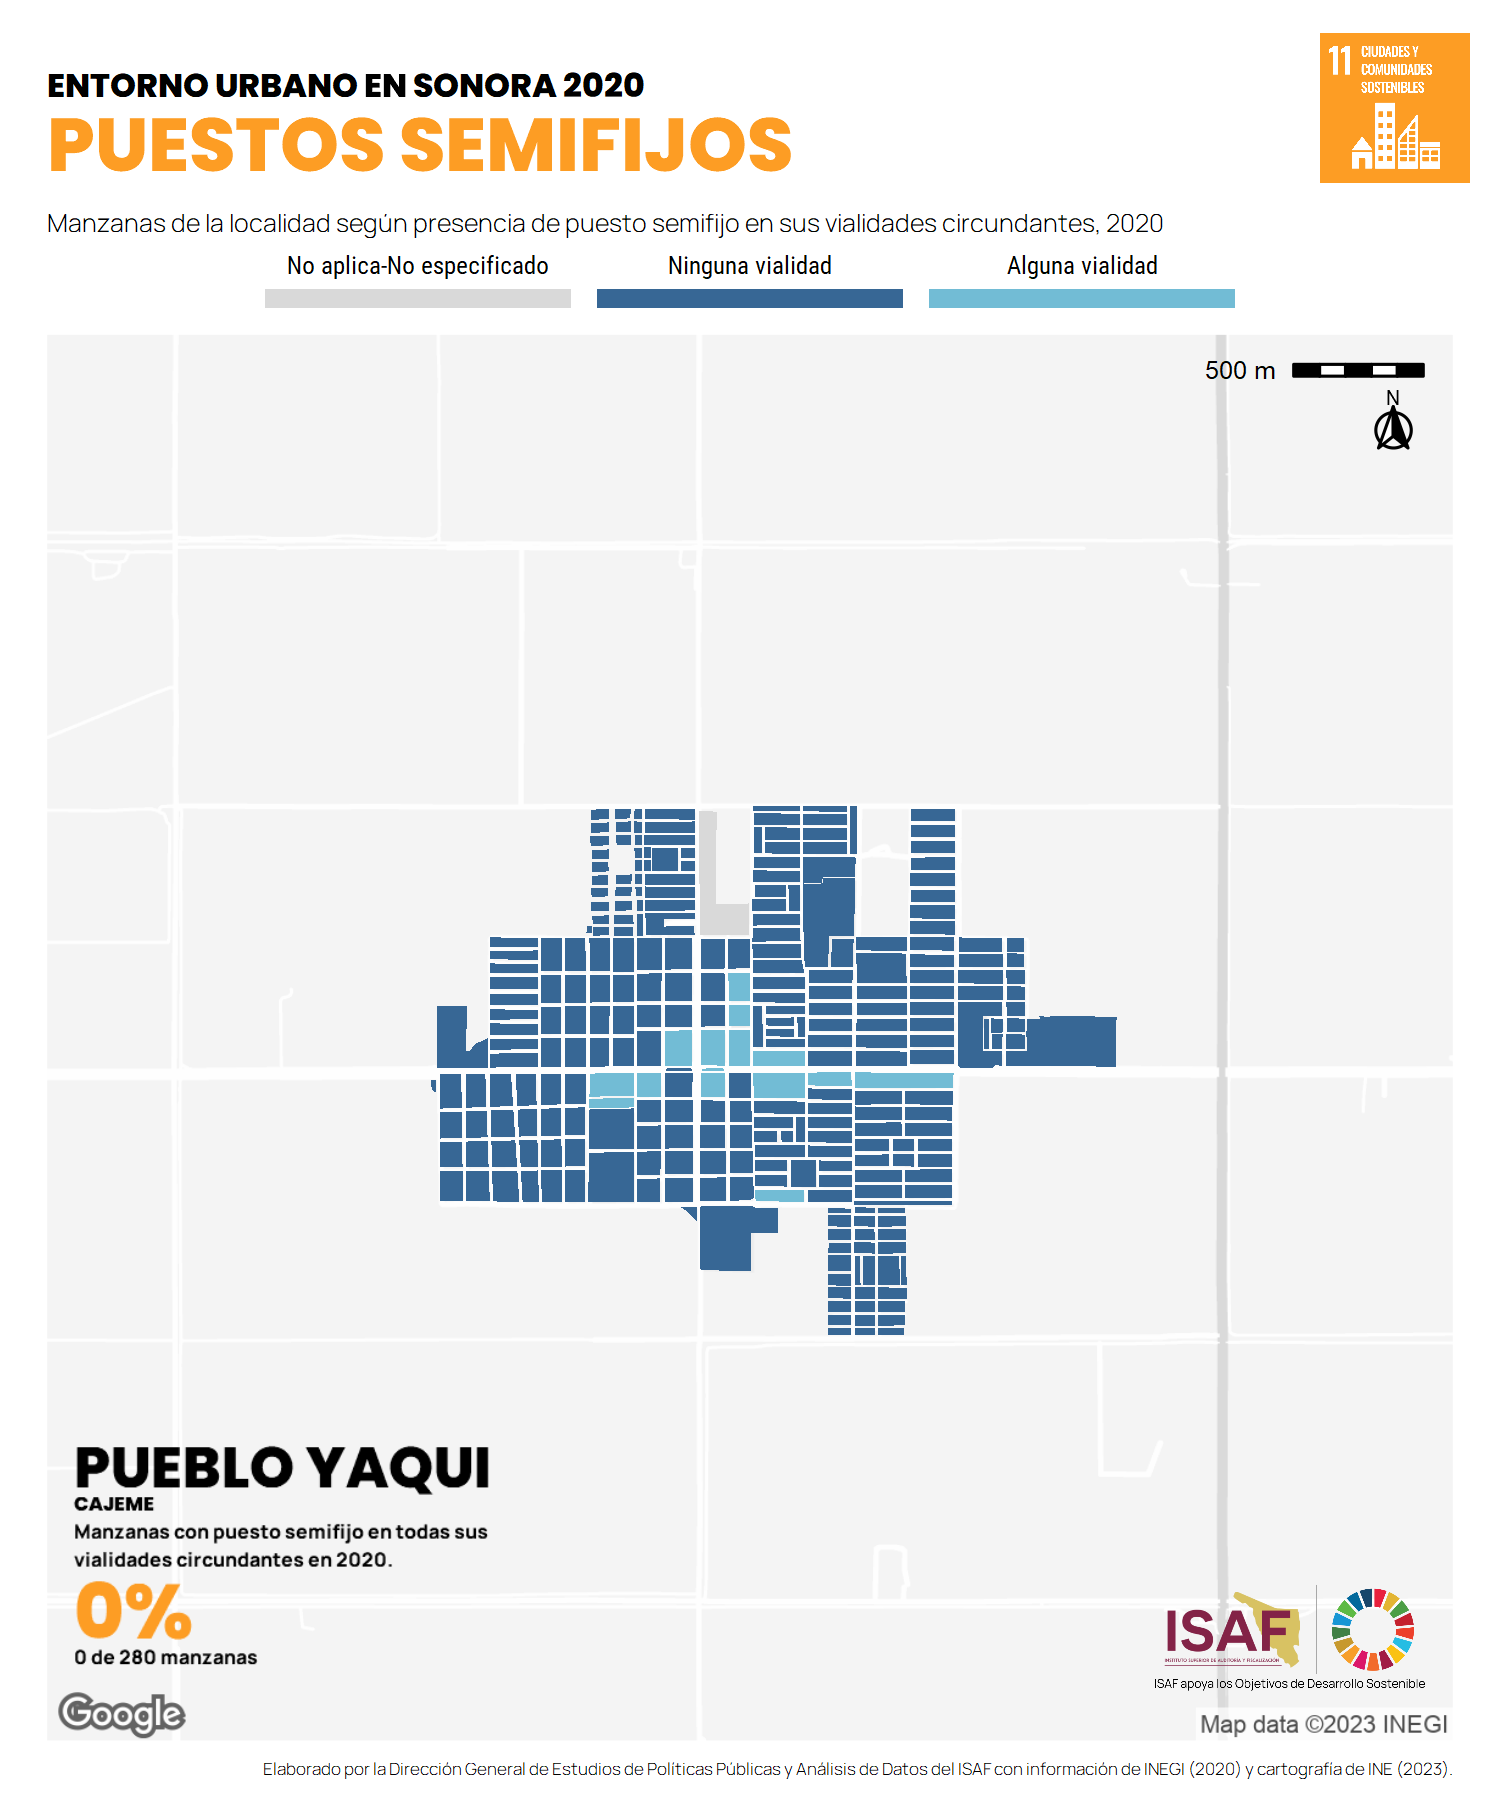 11 CIUDADES Y
COMUNIDADES
SOSTENIBLES
ENTORNO URBANO EN SONORA 2020
PUESTOS SEMIFIJOS
Manzanas de la localidad según presencia de puesto semifijo en sus vialidades circundantes, 2020
No aplica-No especificado Ninguna vialidad Alguna vialidad
500 m
N
PUEBLO YAQUI
CAJEME
Manzanas con puesto semifijo en todas sus
vialidades circundantes en 2020.
0%
0 de 280 manzanas
ISAF
INSTITUTO SUPERIOR DE AUDITORÍA Y FISCALIZACIÓN
ISAF apoya los Objetivos de Desarrollo Sostenible
Google
Map data ©2023 INEGI
Elaborado por la Dirección General de Estudios de Políticas Públicas y Análisis de Datos del ISAF con información de INEGI (2020) y cartografía de INE (2023).